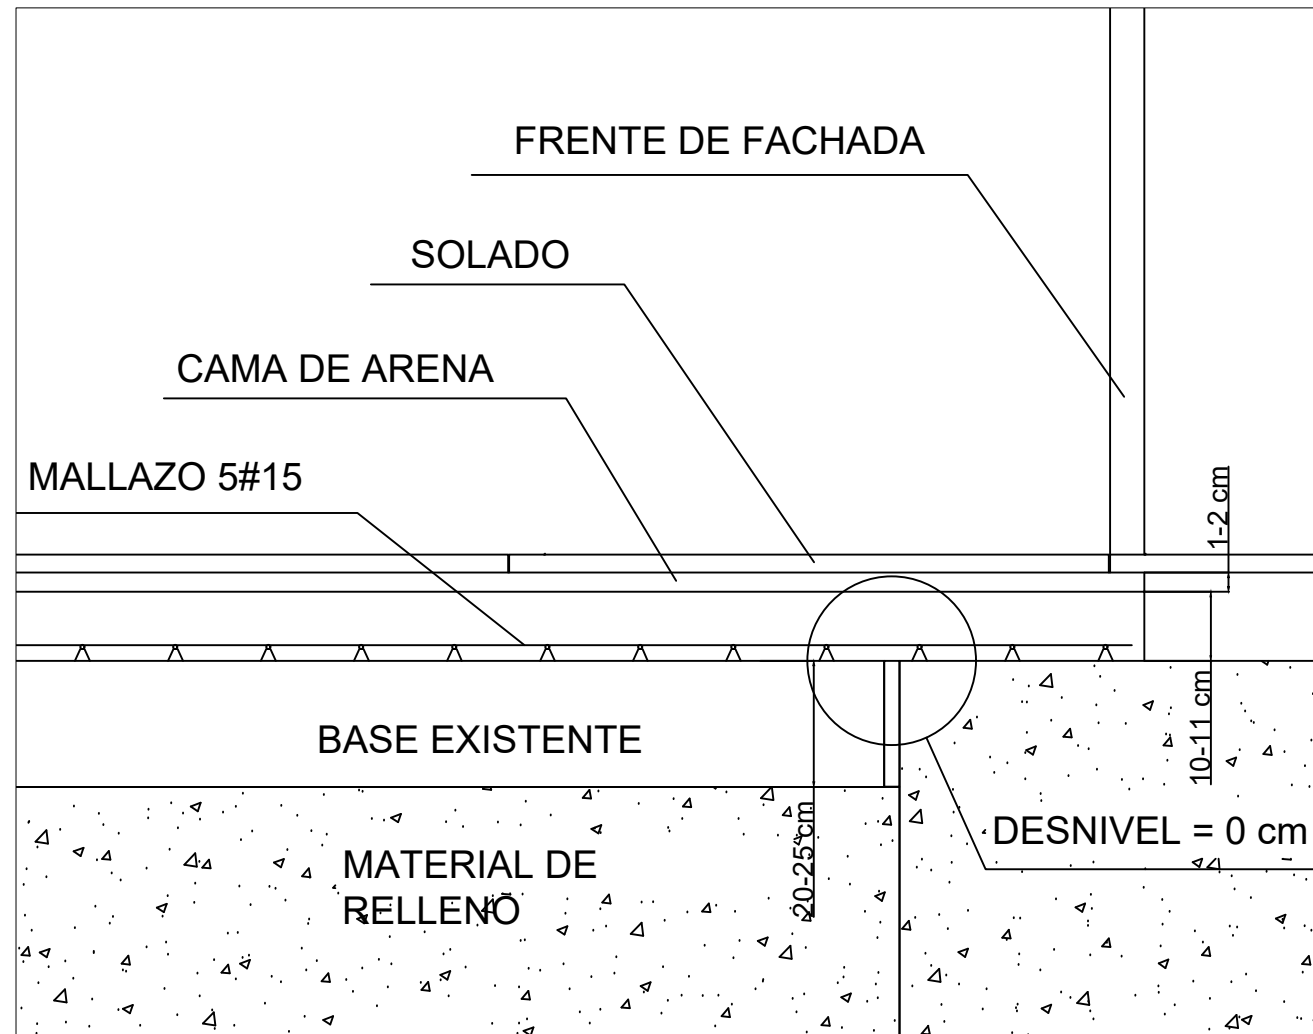 FRENTE DE FACHADA
SOLADO
CAMA DE ARENA
MALLAZO 5#15
1-2 cm
10-11 cm
BASE EXISTENTE
20-25 cm
DESNIVEL = 0 cm
MATERIAL DE
RELLENO